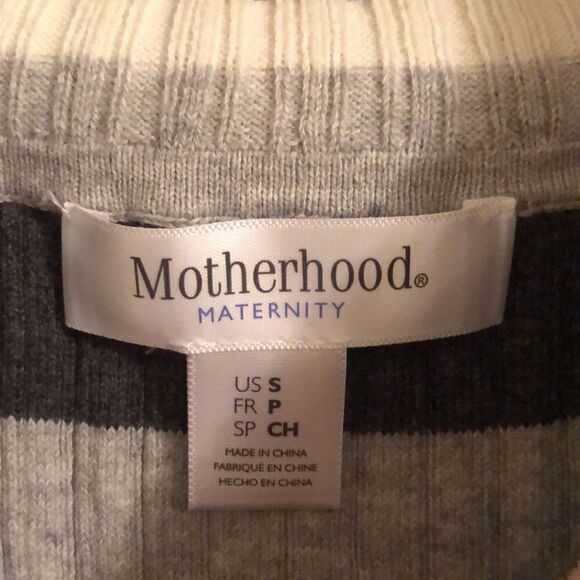 Motherhood®
MATERNITY
US S
FR P
SP CH
MADE IN CHINA
FABRIQUÉ EN CHINE
HECHO EN CHINA